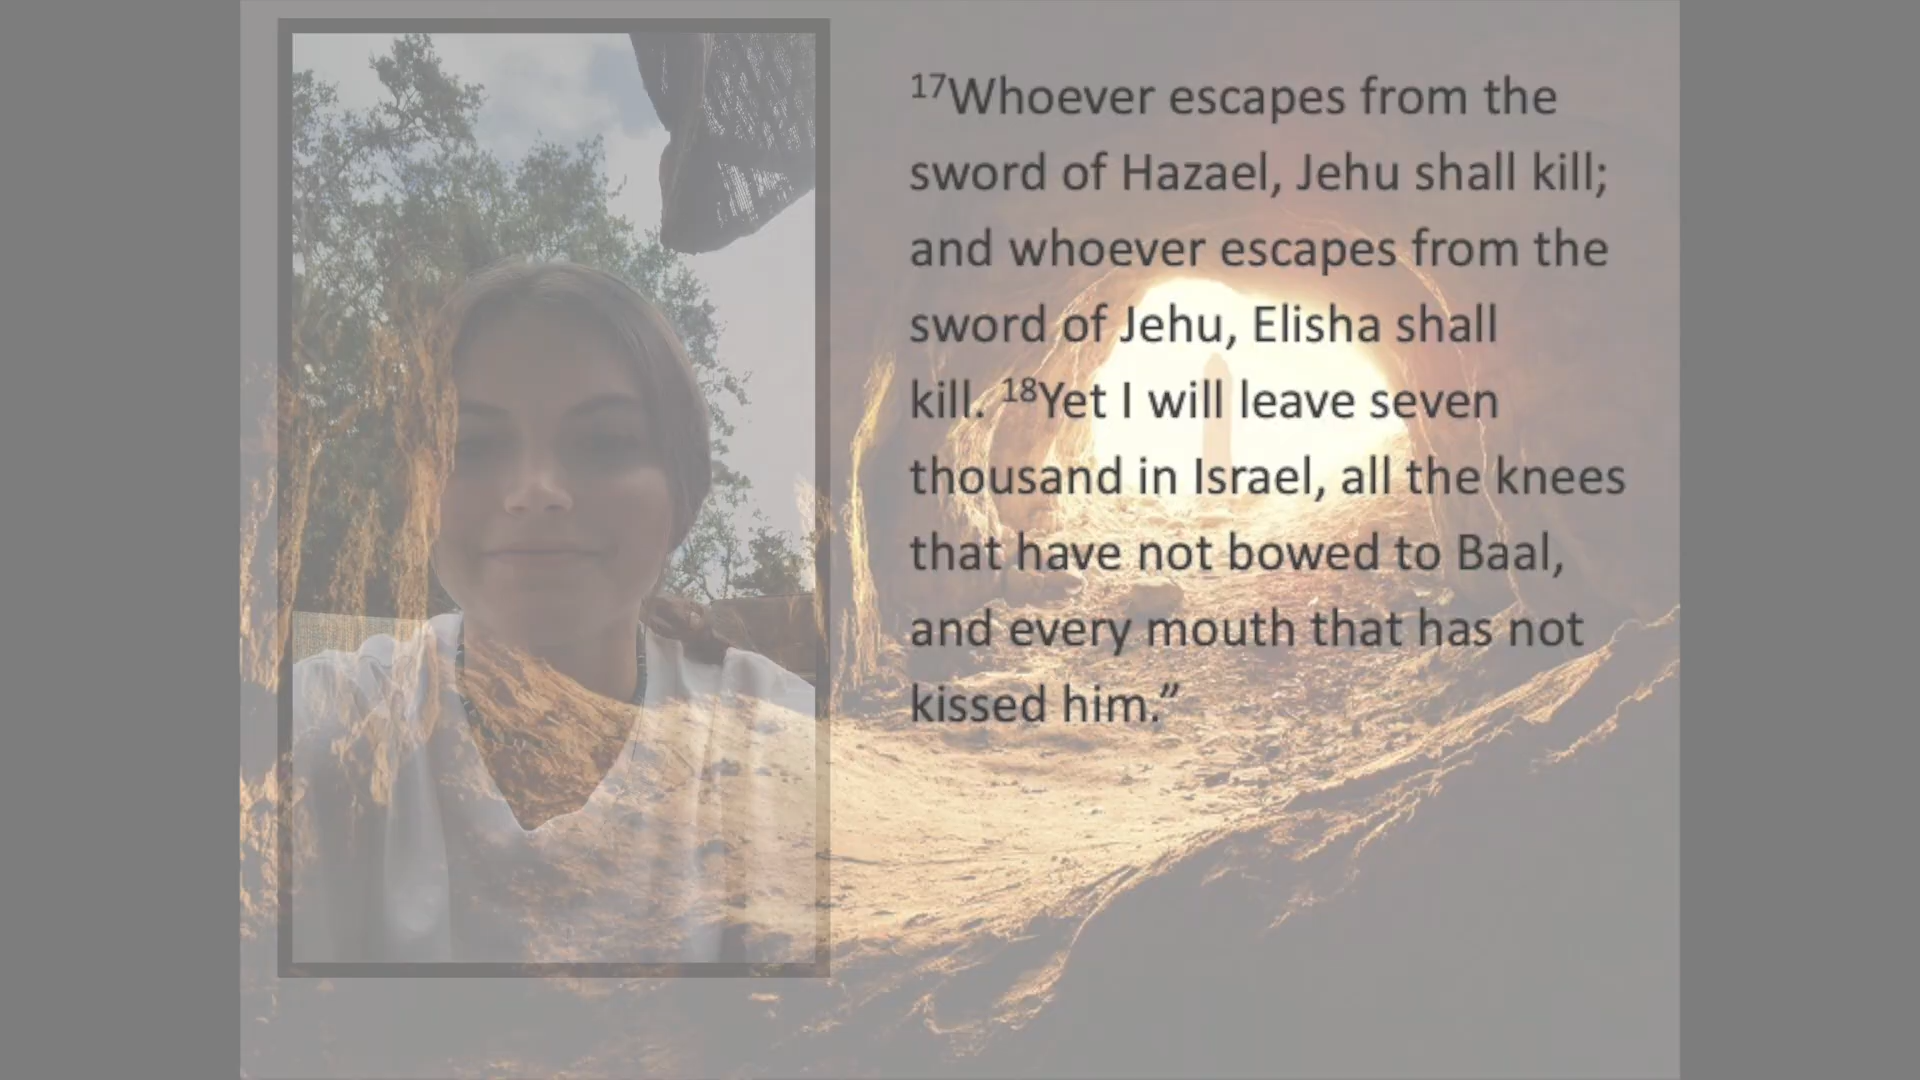 ¹⁷Whoever escapes from the
sword of Hazael, Jehu shall kill;
and whoever escapes from the
sword of Jehu, Elisha shall
kill. ¹⁸Yet I will leave seven
thousand in Israel, all the knees
that have not bowed to Baal,
and every mouth that has not
kissed him.”